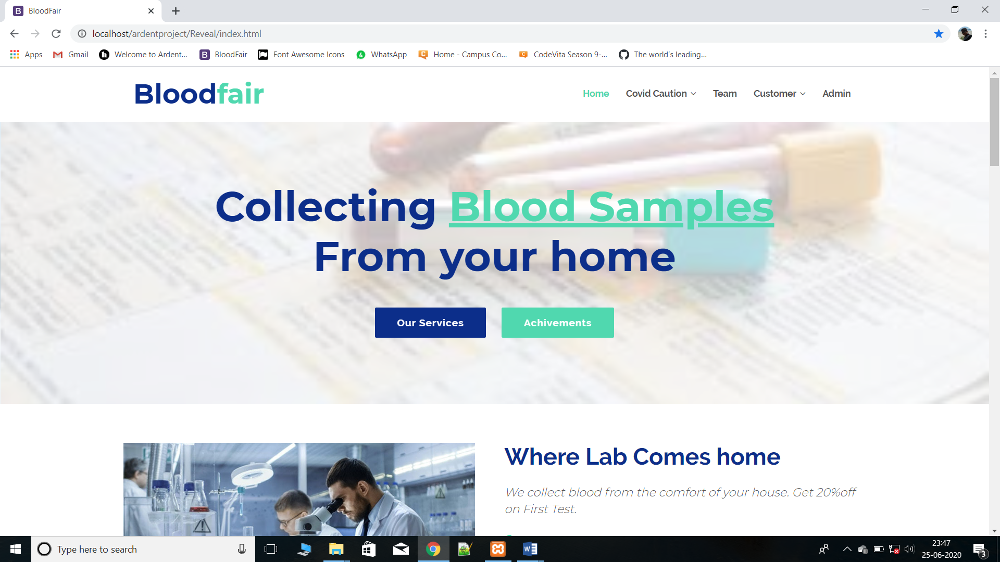 BloodFair
localhost/ardentproject/Reveal/index.html
Apps
Gmail
Welcome to Ardent...
BloodFair
Font Awesome Icons
WhatsApp
Home - Campus Co...
CodeVita Season 9-...
The world's leading...
Bloodfair
Home
Covid Caution
Team
Customer
Admin
Collecting Blood Samples
From your home
Our Services
Achivements
Where Lab Comes home
We collect blood from the comfort of your house. Get 20%off
on First Test.
Type here to search
23:47
25-06-2020
3